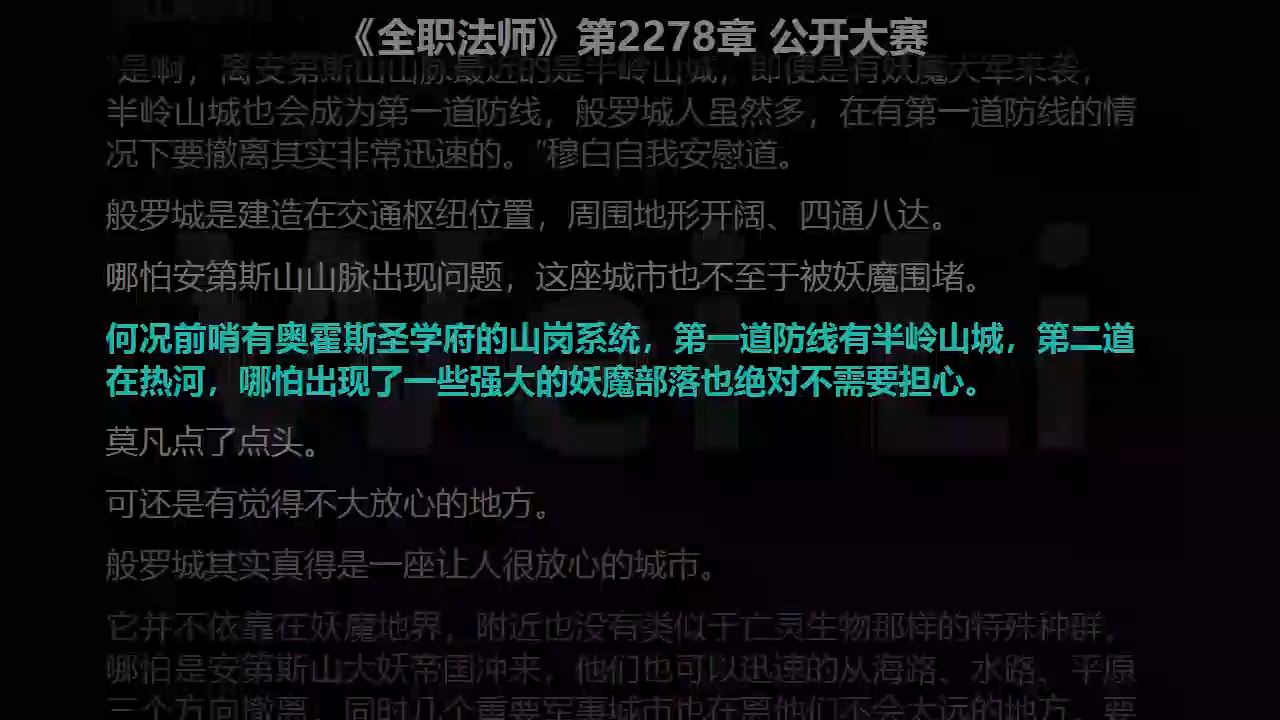 《全职法师》第2278章 公开大赛
“是啊，离安第斯山山脉最近的是半岭山城，即便是有妖魔大军来袭，
半岭山城也会成为第一道防线，般罗城人虽然多，在有第一道防线的情
况下要撤离其实非常迅速的。”穆白自我安慰道。
般罗城是建造在交通枢纽位置，周围地形开阔、四通八达。
哪怕安第斯山山脉出现问题，这座城市也不至于被妖魔围堵。
何况前哨有奥霍斯圣学府的山岗系统，第一道防线有半岭山城，第二道
在热河，哪怕出现了一些强大的妖魔部落也绝对不需要担心。
莫凡点了点头。
可还是有觉得不大放心的地方。
般罗城其实真得是一座让人很放心的城市。
它并不依靠在妖魔地界，附近也没有类似于亡灵生物那样的特殊种群，
哪怕是安第斯山大妖帝国冲来，他们也可以迅速的从海路、水路、平原
三个方向撤离，同时几个重要军事城市也在离他们不会太远的地方，要
Wei Li